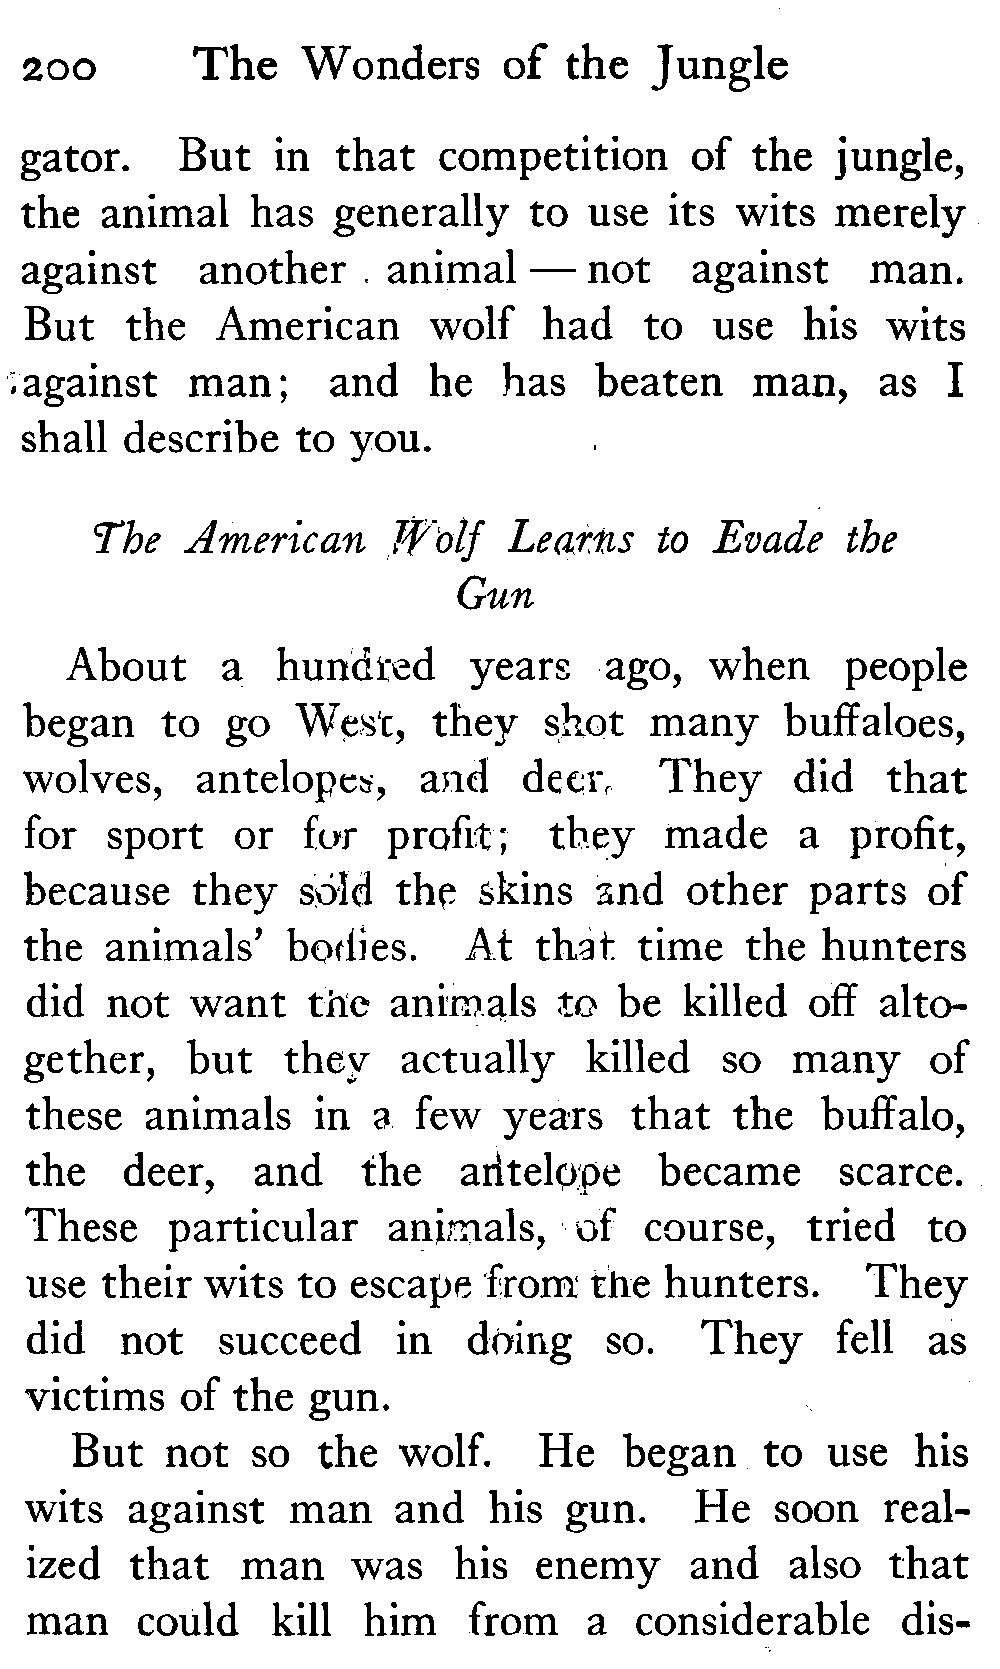 200 The Wonders of the Jungle
gator. But in that competition of the jungle,
the animal has generally to use its wits merely
against another animal — not against man.
But the American wolf had to use his wits
against man; and he has beaten man, as I
shall describe to you.
The American Wolf Learns to Evade the
Gun
About a hundred years ago, when people
began to go West, they shot many buffaloes,
wolves, antelopes, and deer. They did that
for sport or for profit; they made a profit,
because they sold the skins and other parts of
the animals' bodies. At that time the hunters
did not want the animals to be killed off alto-
gether, but they actually killed so many of
these animals in a few years that the buffalo,
the deer, and the antelope became scarce.
These particular animals, of course, tried to
use their wits to escape from the hunters. They
did not succeed in doing so. They fell as
victims of the gun.
But not so the wolf. He began to use his
wits against man and his gun. He soon real-
ized that man was his enemy and also that
man could kill him from a considerable dis-